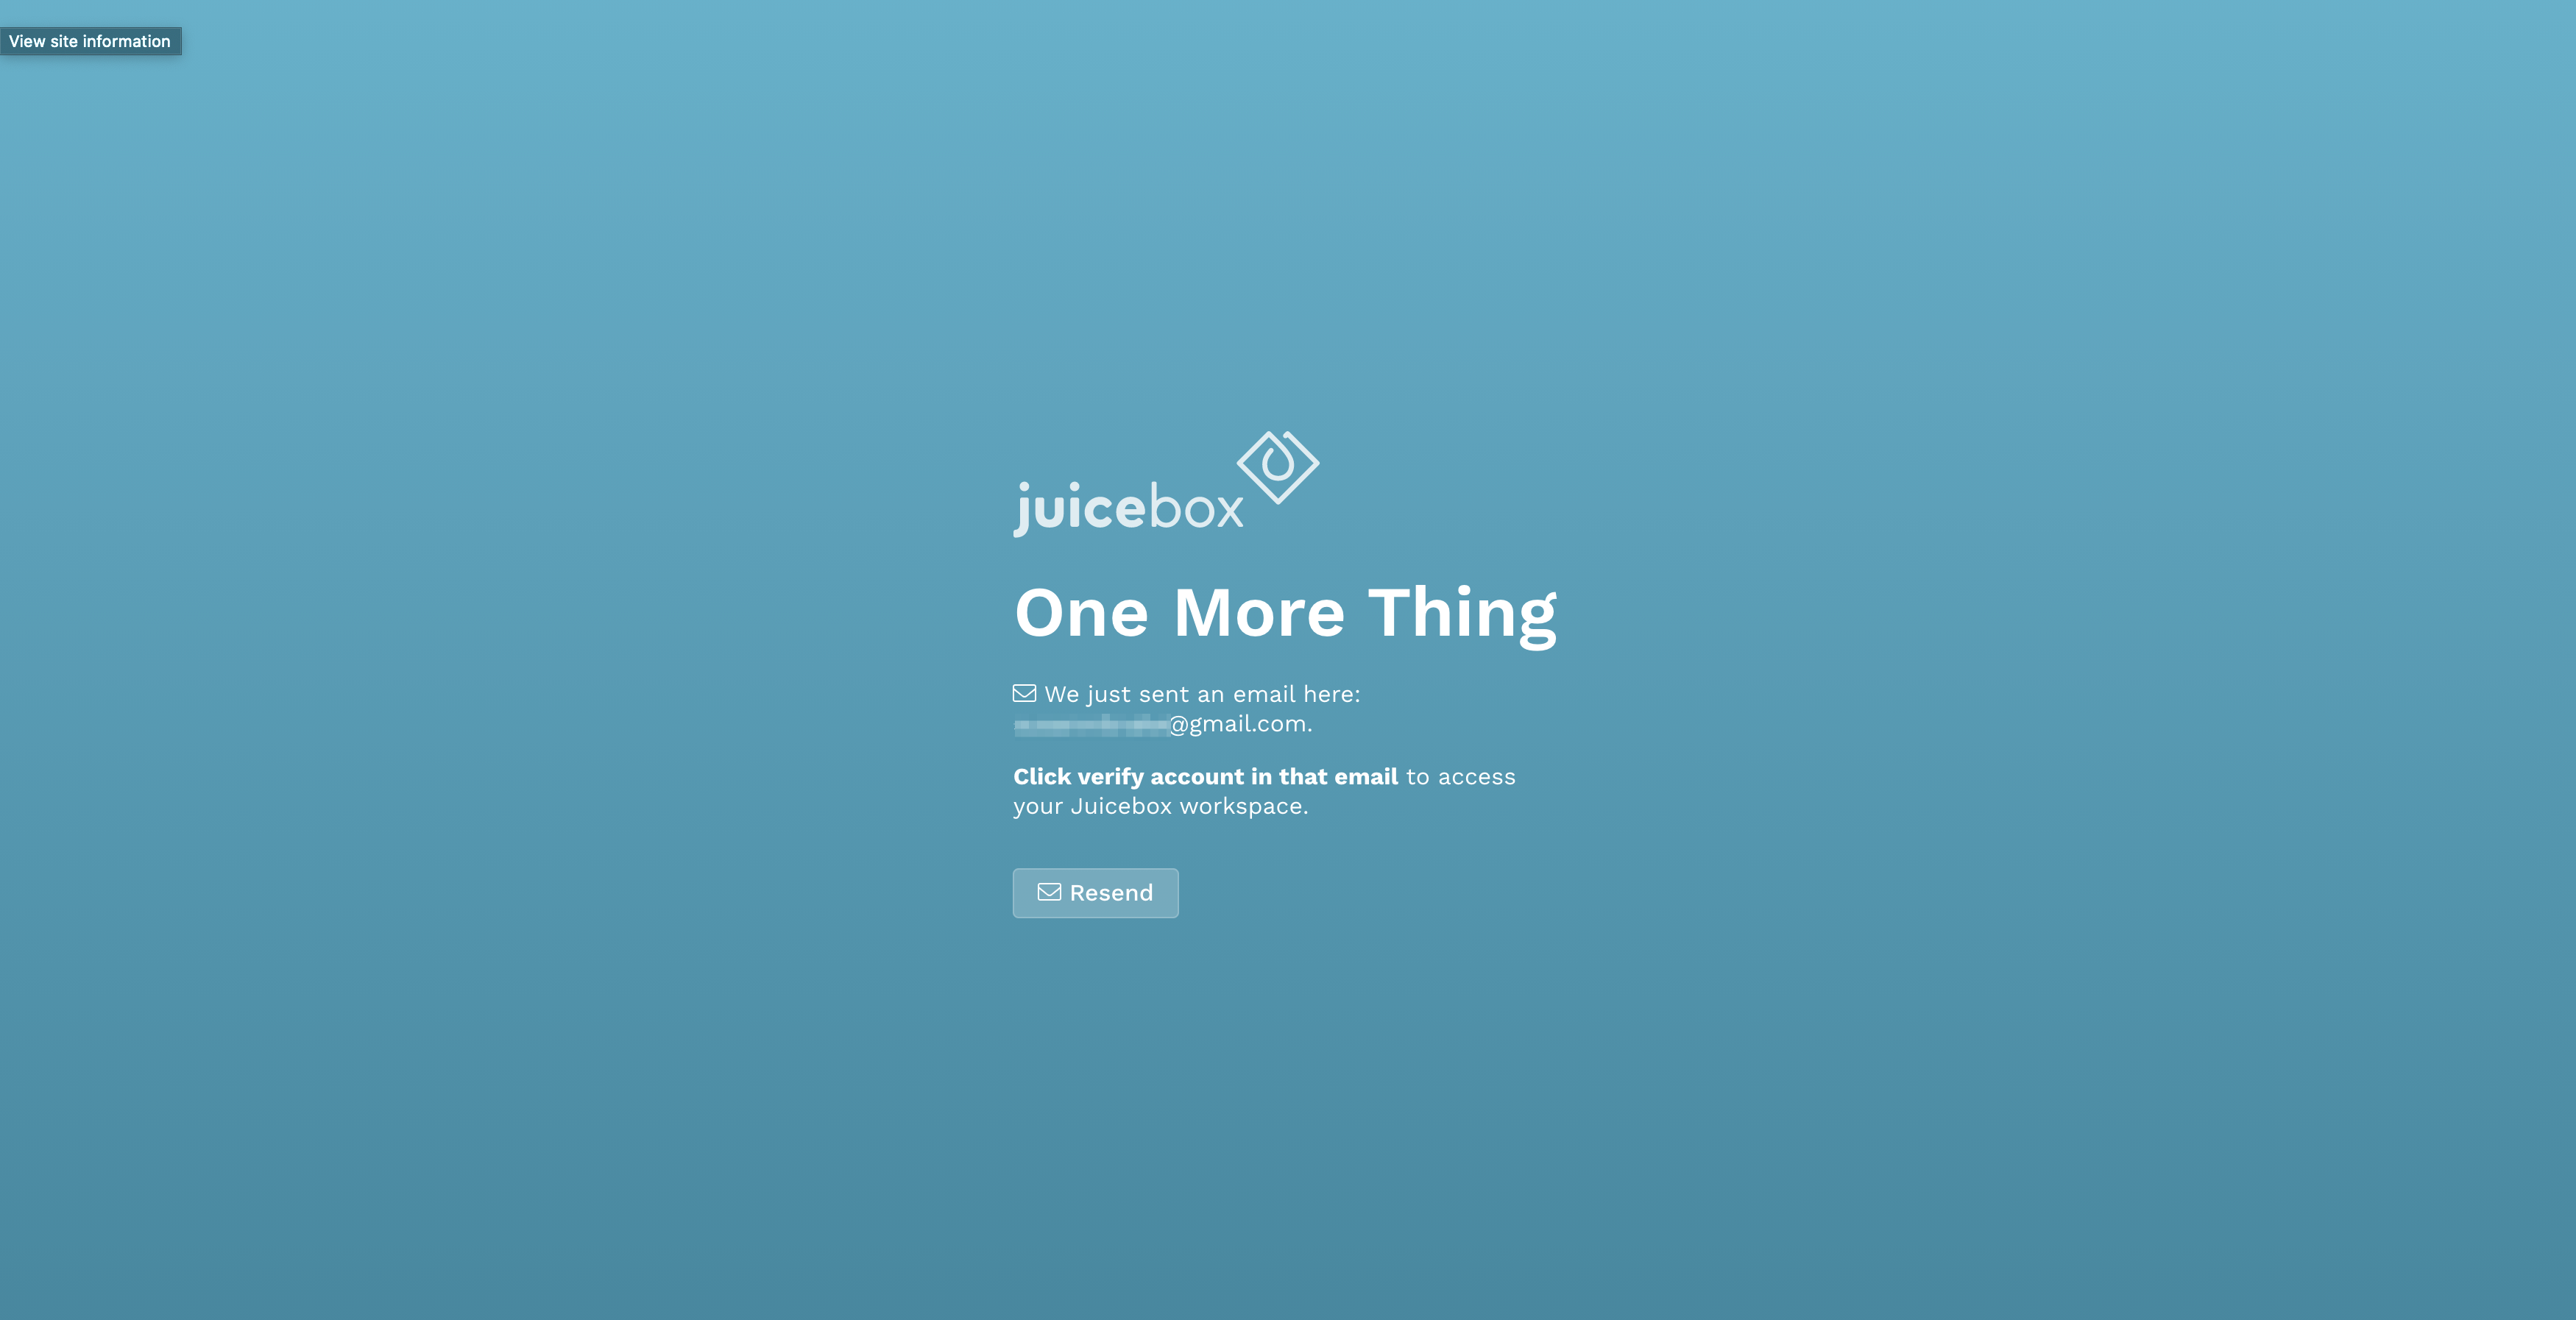 View site information
juicebox
One More Thing
We just sent an email here:
@gmail.com.
Click verify account in that email to access
your Juicebox workspace.
Resend